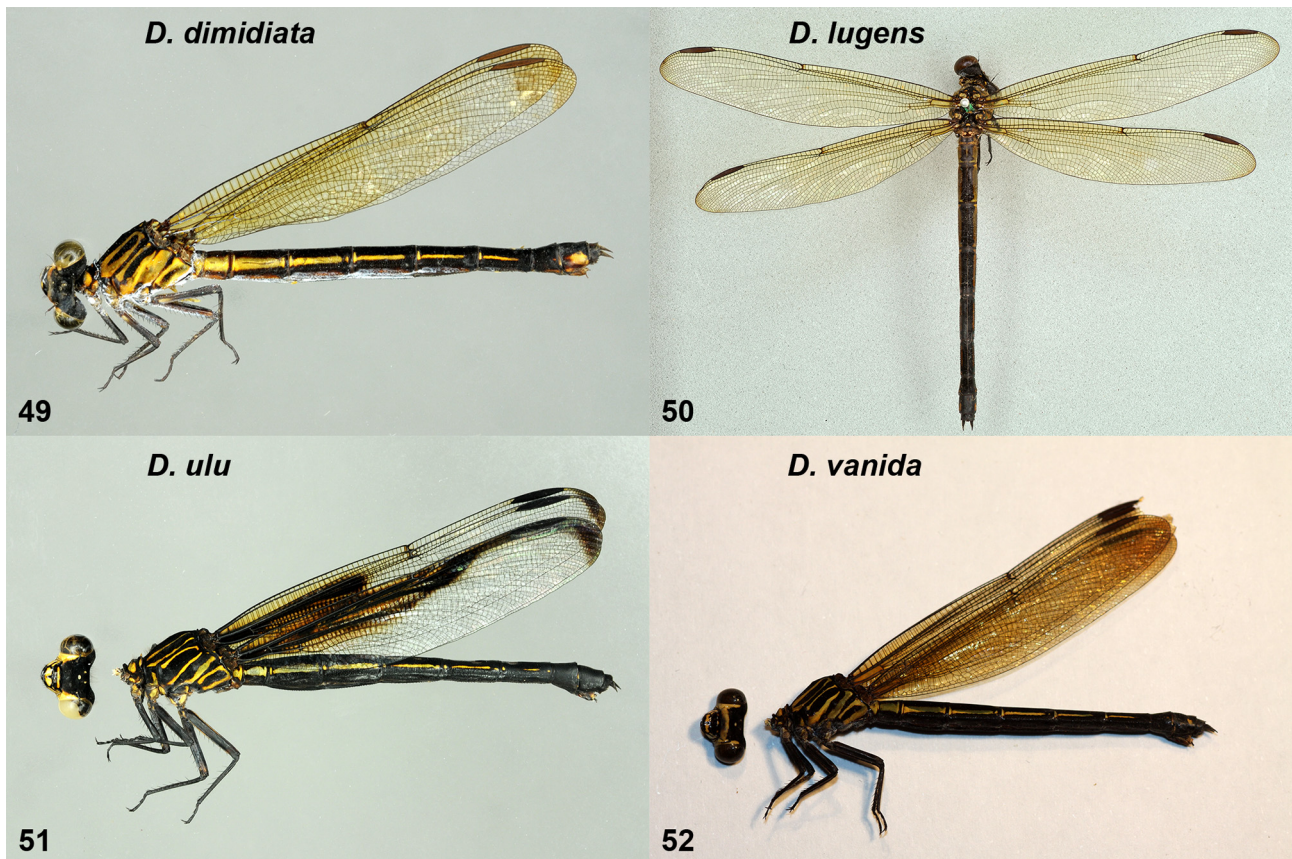 D. dimidiata
D. lugens
49
50
D. ulu
D. vanida
51
52